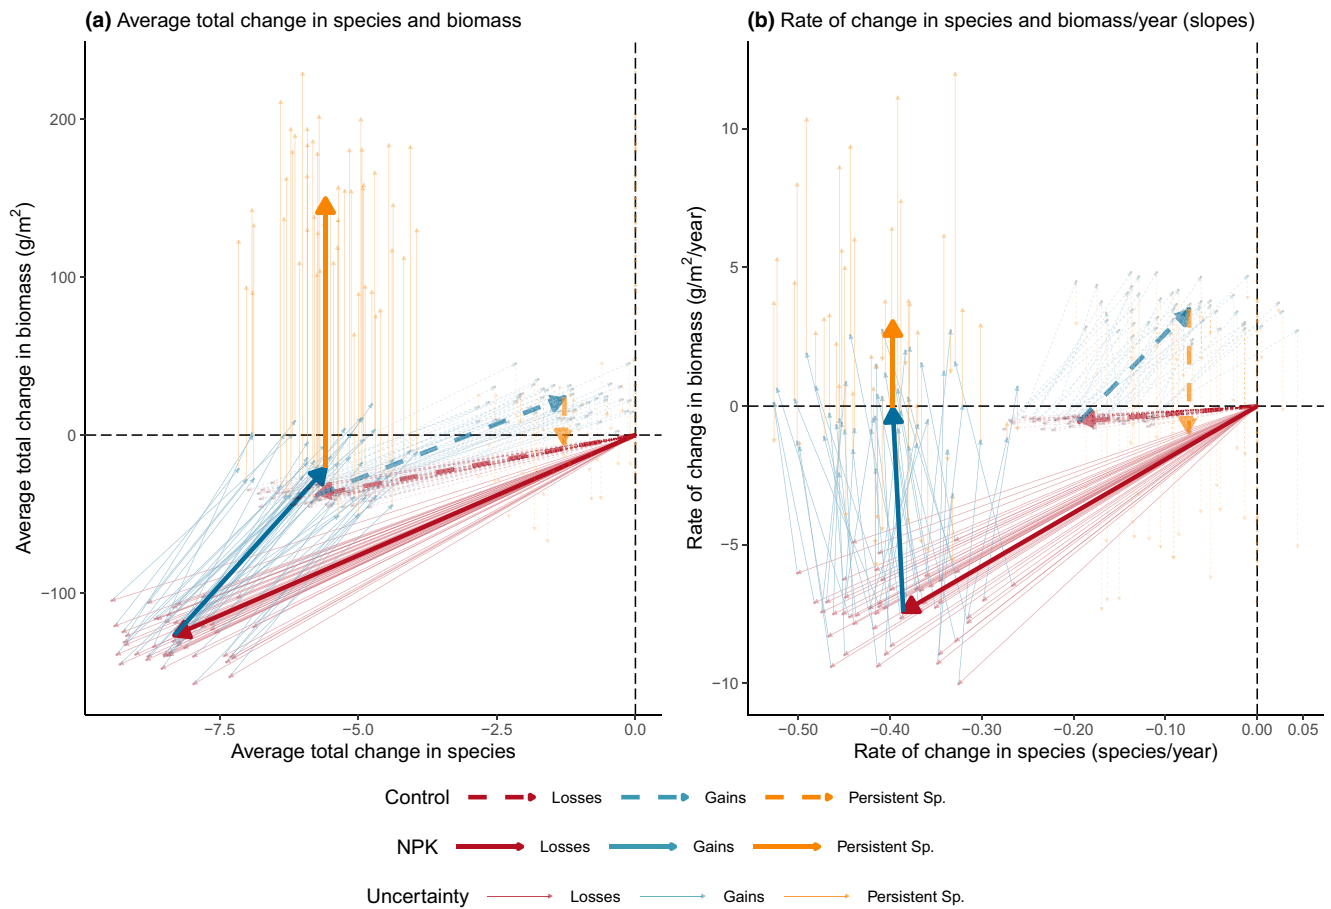 (a) Average total change in species and biomass
Average total change in biomass (g/m²)
200
100
0
−100
−7.5
−5.0
−2.5
0.0
Average total change in species
(b) Rate of change in species and biomass/year (slopes)
Rate of change in biomass (g/m²/year)
10
5
0
−5
−10
−0.50
−0.40
−0.30
−0.20
−0.10
0.00
0.05
Rate of change in species (species/year)
Control Losses Gains Persistent Sp.
NPK Losses Gains Persistent Sp.
Uncertainty Losses Gains Persistent Sp.